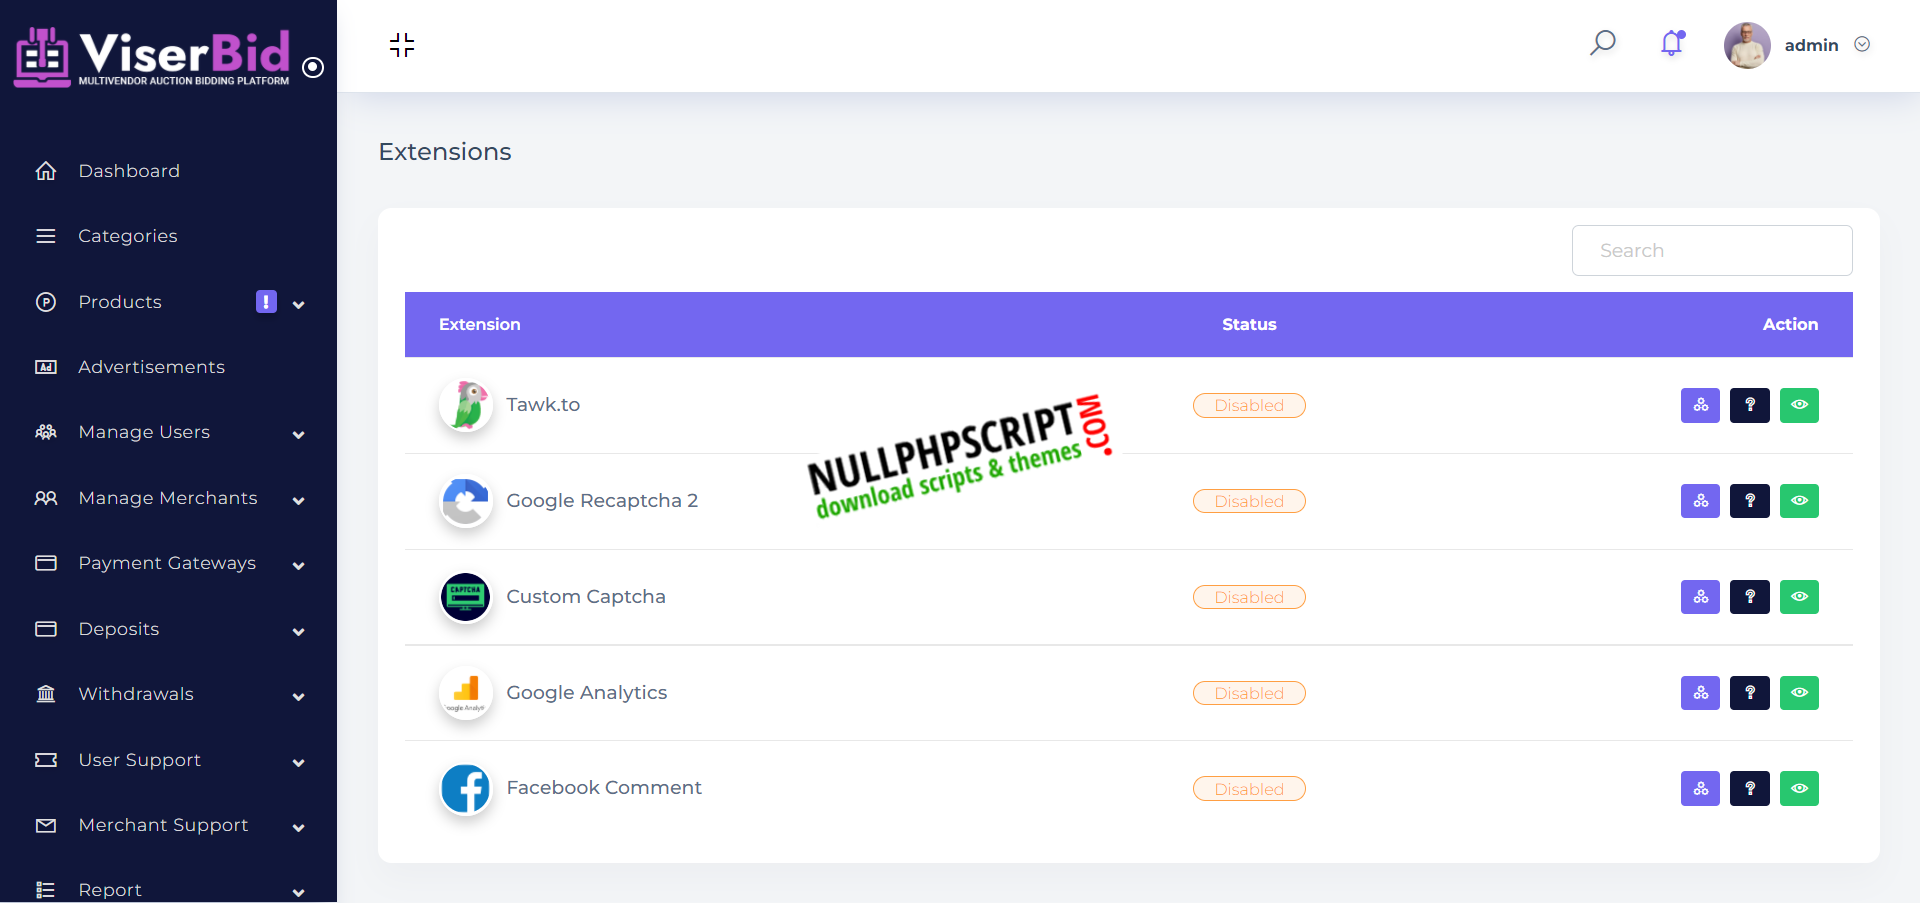 ViserBid
MULTIVENDOR AUCTION BIDDING PLATFORM
admin
Dashboard
Categories
Products
!
Advertisements
Manage Users
Manage Merchants
Payment Gateways
Deposits
Withdrawals
User Support
Merchant Support
Report
Extensions
Search
Extension Status Action
Tawk.to Disabled
Google Recaptcha 2 Disabled
CAPTCHA
Custom Captcha Disabled
Google Analytics Disabled
Facebook Comment Disabled
NULLPHPSCRIPT.COM
download scripts & themes